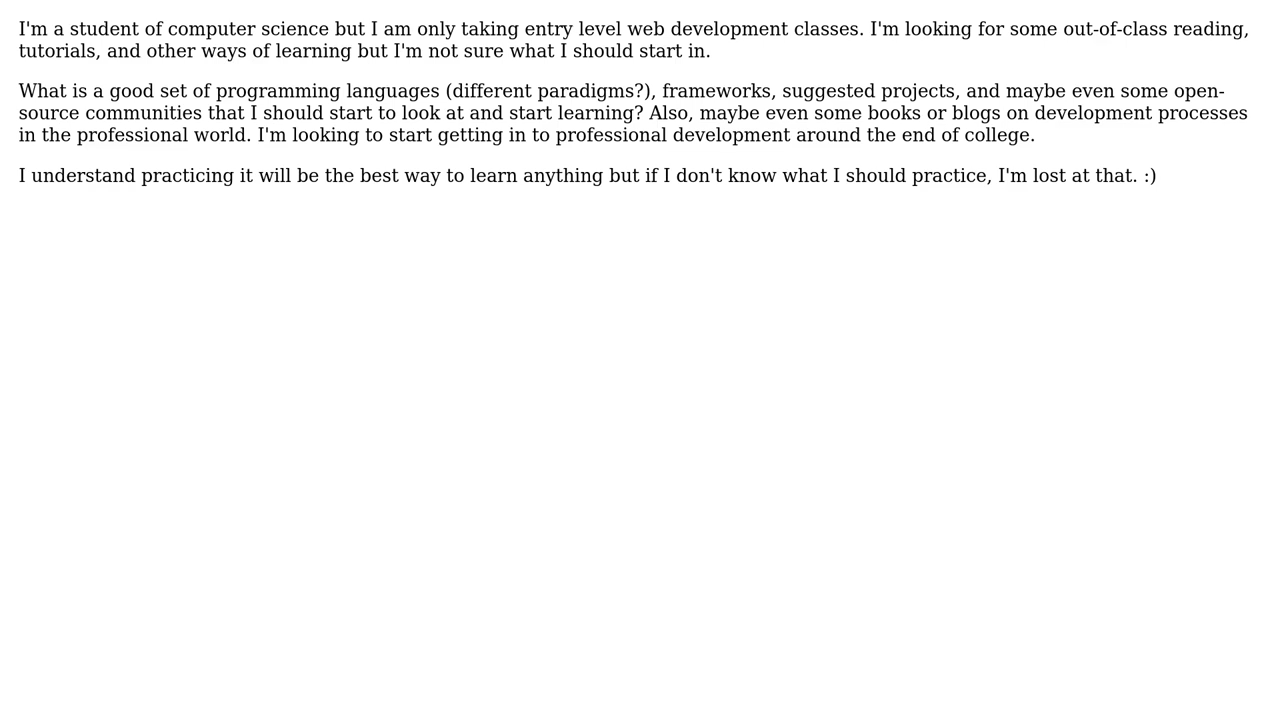 I'm a student of computer science but I am only taking entry level web development classes. I'm looking for some out-of-class reading,
tutorials, and other ways of learning but I'm not sure what I should start in.
What is a good set of programming languages (different paradigms?), frameworks, suggested projects, and maybe even some open-
source communities that I should start to look at and start learning? Also, maybe even some books or blogs on development processes
in the professional world. I'm looking to start getting in to professional development around the end of college.
I understand practicing it will be the best way to learn anything but if I don't know what I should practice, I'm lost at that. :)